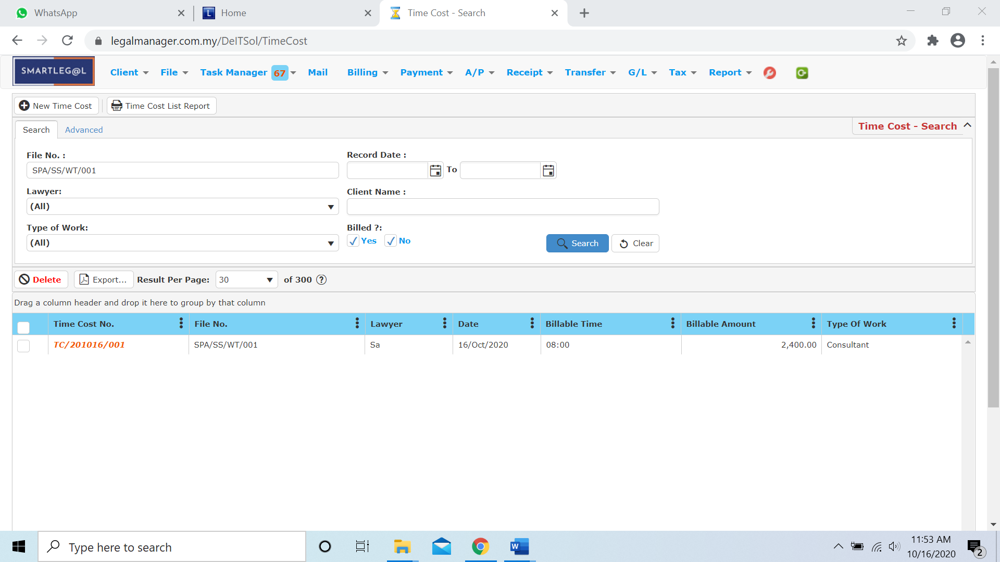 WhatsApp
Home
Time Cost - Search
legalmanager.com.my/DeITSol/TimeCost
SMARTLEG@L
Client File Task Manager 67 Mail Billing Payment A/P Receipt Transfer G/L Tax Report
New Time Cost Time Cost List Report
Search Advanced Time Cost - Search
File No. : Record Date :
SPA/SS/WT/001 To
Lawyer: Client Name :
(All)
Type of Work: Billed ?:
(All) Yes No Search Clear
Delete Export... Result Per Page: 30 of 300 ?
Drag a column header and drop it here to group by that column
Time Cost No. File No. Lawyer Date Billable Time Billable Amount Type Of Work
TC/201016/001 SPA/SS/WT/001 Sa 16/Oct/2020 08:00 2,400.00 Consultant
Type here to search
11:53 AM
10/16/2020
2